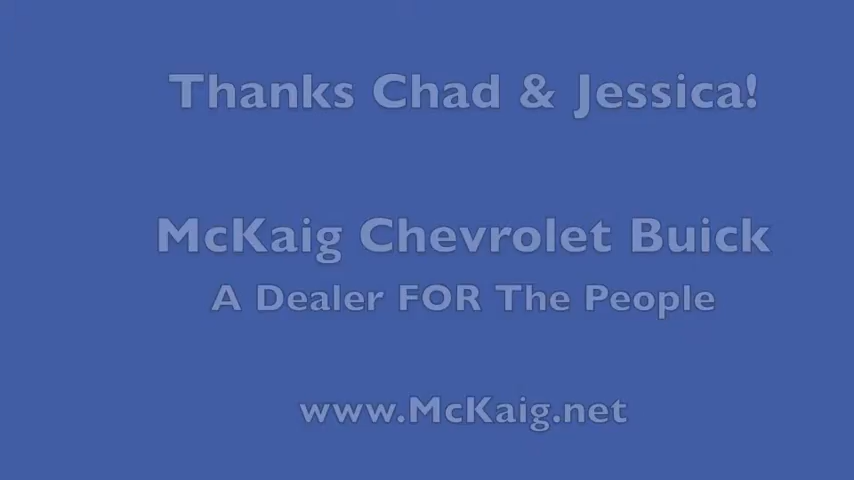 Thanks Chad & Jessica!
McKaig Chevrolet Buick
A Dealer FOR The People
www.McKaig.net